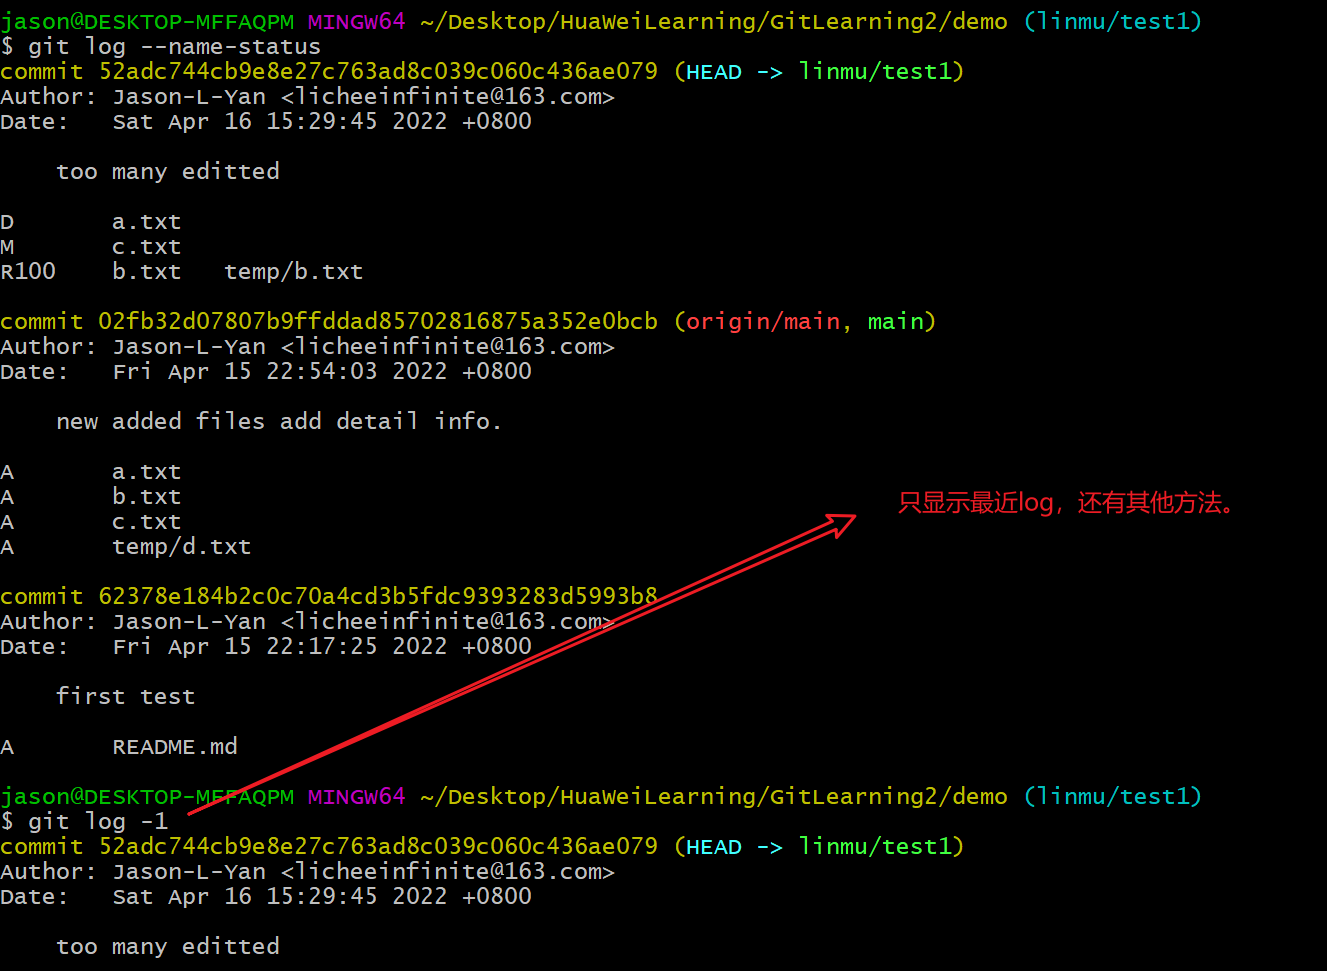 jason@DESKTOP-MFFAQPM MINGW64 ~/Desktop/HuaWeiLearning/GitLearning2/demo (linmu/test1)
$ git log --name-status
commit 52adc744cb9e8e27c763ad8c039c060c436ae079 (HEAD -> linmu/test1)
Author: Jason-L-Yan <licheeinfinite@163.com>
Date:   Sat Apr 16 15:29:45 2022 +0800
too many editted
D       a.txt
M       c.txt
R100    b.txt   temp/b.txt
commit 02fb32d07807b9ffddad85702816875a352e0bcb (origin/main, main)
Author: Jason-L-Yan <licheeinfinite@163.com>
Date:   Fri Apr 15 22:54:03 2022 +0800
new added files add detail info.
A       a.txt
A       b.txt
只显示最近log，还有其他方法。
A       c.txt
A       temp/d.txt
commit 62378e184b2c0c70a4cd3b5fdc9393283d5993b8
Author: Jason-L-Yan <licheeinfinite@163.com>
Date:   Fri Apr 15 22:17:25 2022 +0800
first test
A       README.md
jason@DESKTOP-MFFAQPM MINGW64 ~/Desktop/HuaWeiLearning/GitLearning2/demo (linmu/test1)
$ git log -1
commit 52adc744cb9e8e27c763ad8c039c060c436ae079 (HEAD -> linmu/test1)
Author: Jason-L-Yan <licheeinfinite@163.com>
Date:   Sat Apr 16 15:29:45 2022 +0800
too many editted